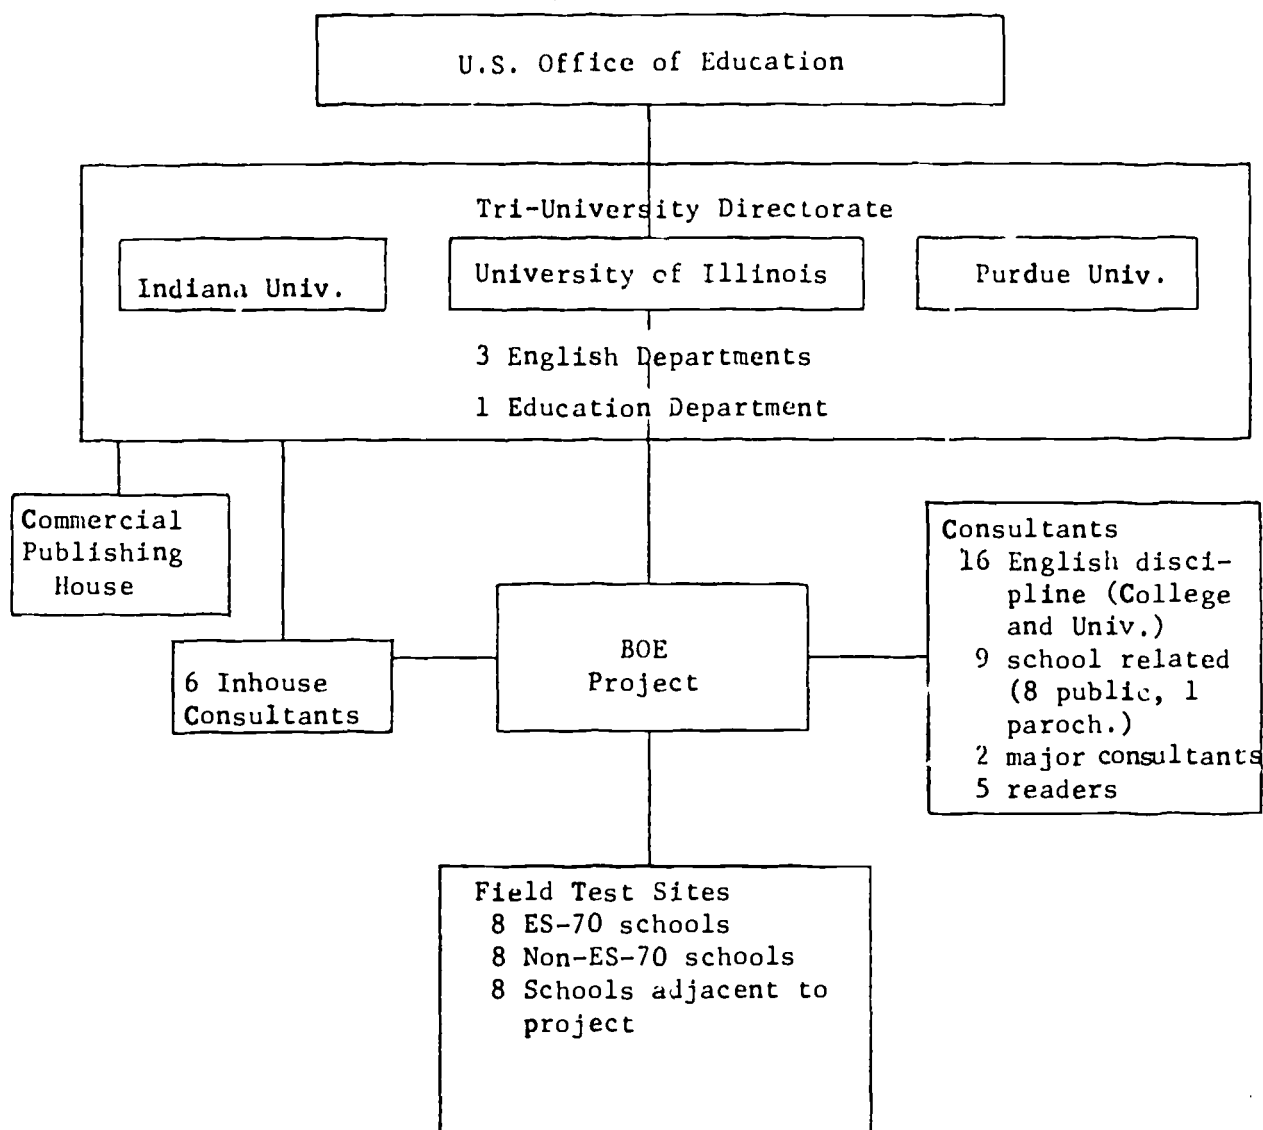 U.S. Office of Education
Tri-University Directorate
Indiana Univ.
University of Illinois
Purdue Univ.
3 English Departments
1 Education Department
Commercial
Publishing
House
6 Inhouse
Consultants
BOE
Project
Consultants
16 English disci-
pline (College
and Univ.)
9 school related
(8 public, 1
paroch.)
2 major consultants
5 readers
Field Test Sites
8 ES-70 schools
8 Non-ES-70 schools
8 Schools adjacent to
project